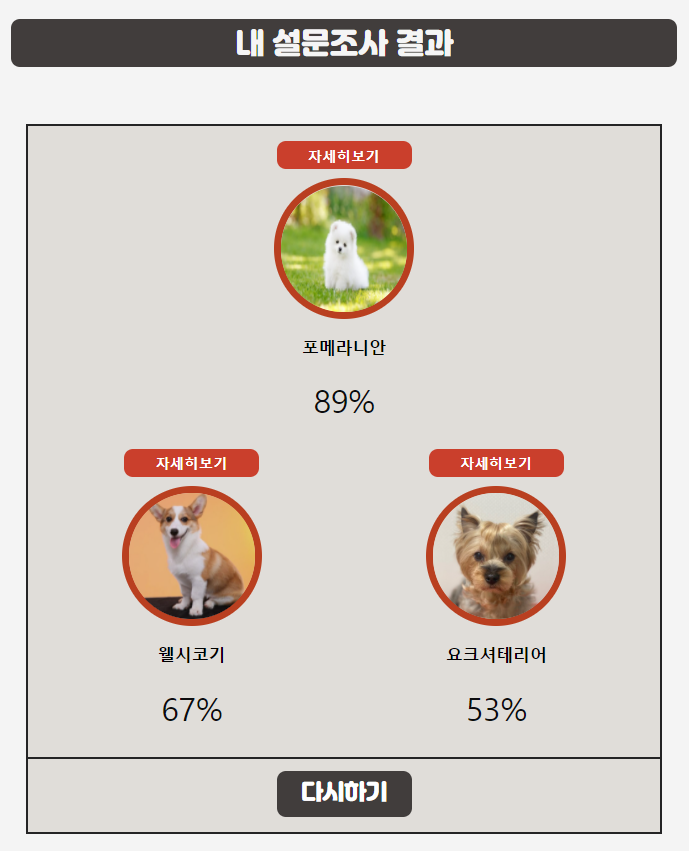 내 설문조사 결과
자세히보기
포메라니안
89%
자세히보기
자세히보기
웰시코기
요크셔테리어
67%
53%
다시하기